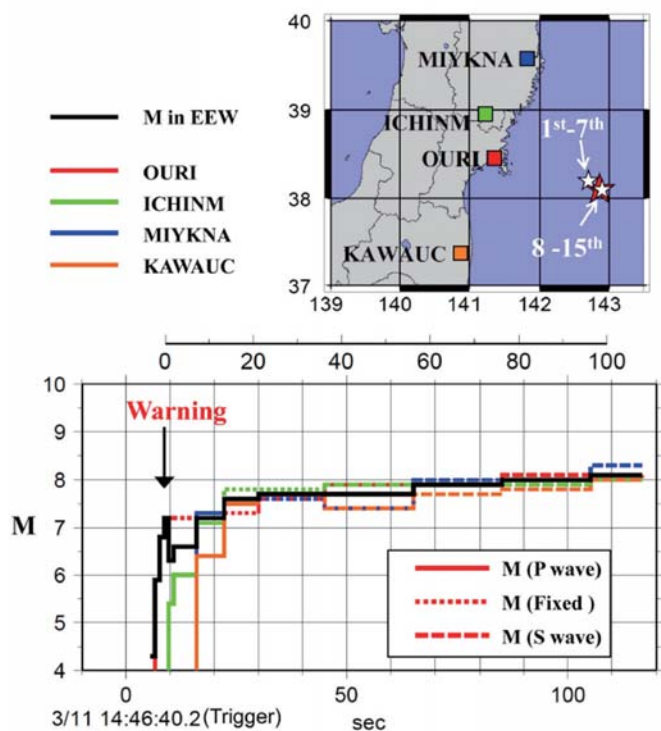 M in EEW
OURI
ICHINM
MIYKNA
KAWAUC
40
39
38
37
139 140 141 142 143
MIYKNA
ICHINM
OURI
KAWAUC
1st-7th
8 -15th
0 20 40 60 80 100
10
9
8
7
6
5
4
M
Warning
M (P wave)
M (Fixed )
M (S wave)
0 50 100
3/11 14:46:40.2(Trigger) sec